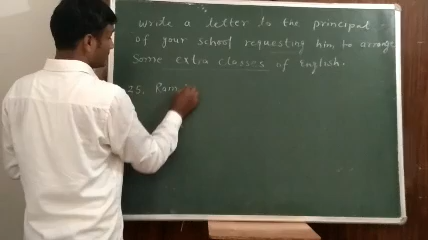 Write a letter to the principal
of your school requesting him to arrange
Some extra classes of English.
25, Ram